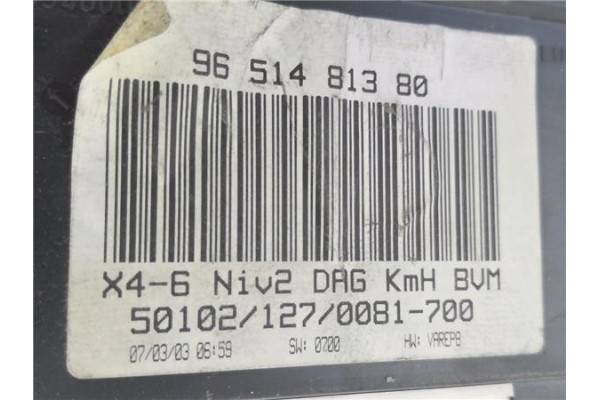 96 514 813 80
X4-6 Niv2 DAG KmH BVM
50102/127/0081-700
07/03/03 06:59 SW: 0700 HW: VAREP8